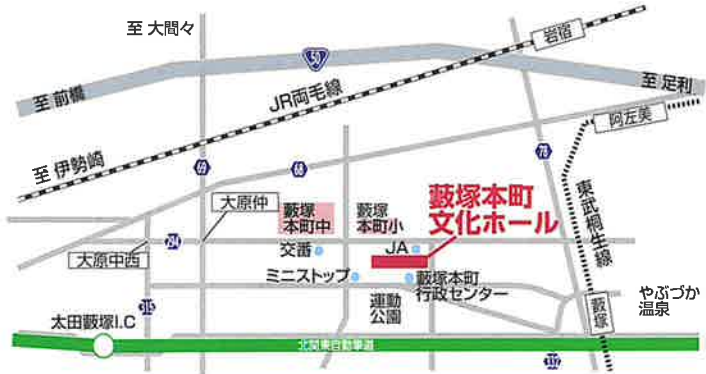 至 大間々
岩宿
50
至 足利
至 前橋
JR両毛線
阿左美
至 伊勢崎
69
68
78
大原仲
藪塚
本町中
藪塚
本町小
藪塚本町
文化ホール
東武桐生線
294
交番
JA
大原中西
ミニストップ
藪塚本町
行政センター
315
運動
公園
藪塚
やぶづか
温泉
太田藪塚I.C
北関東自動車道
332